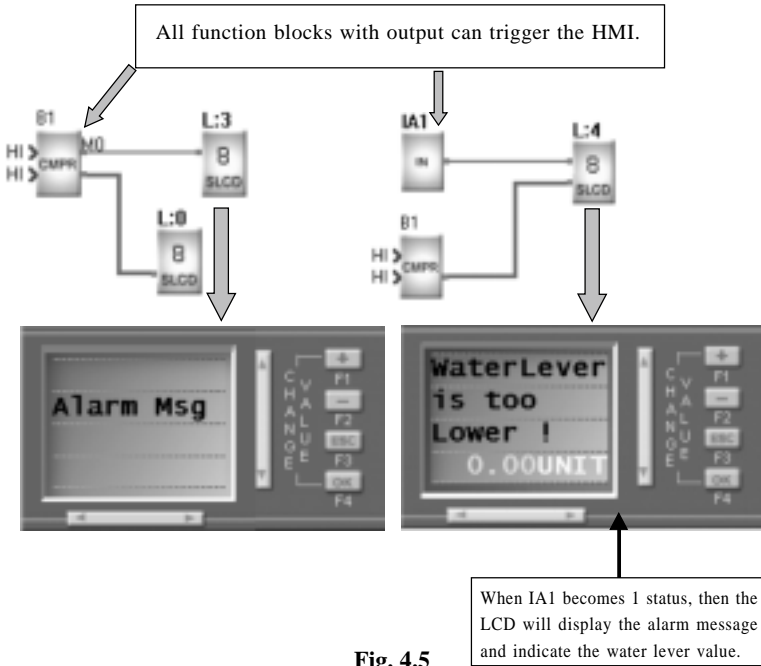 All function blocks with output can trigger the HMI.
B1
HI
HI
CMPR
M0
L:3
8
SLCD
L:0
8
SLCD
IA1
IN
L:4
8
SLCD
B1
HI
HI
CMPR
Alarm Msg
CHANGE
VALUE
+
F1
–
F2
ESC
F3
OK
F4
WaterLever
is too
Lower !
0.00UNIT
CHANGE
VALUE
+
F1
–
F2
ESC
F3
OK
F4
When IA1 becomes 1 status, then the
LCD will display the alarm message
and indicate the water lever value.
Fig. 4.5